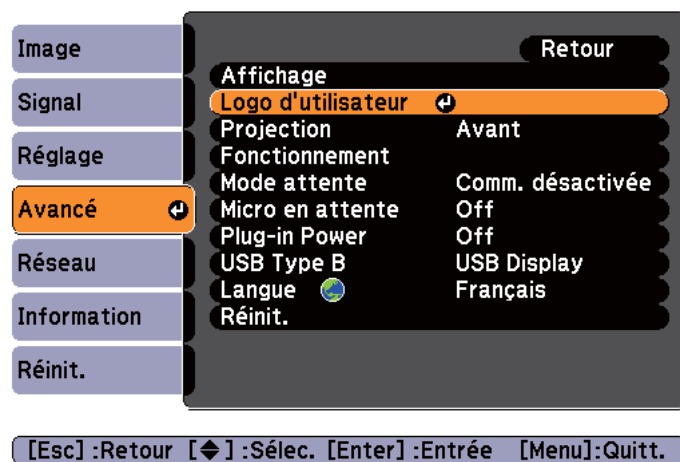 Image
Signal
Réglage
Avancé
Réseau
Information
Réinit.
Retour
Affichage
Logo d'utilisateur
Projection Avant
Fonctionnement
Mode attente Comm. désactivée
Micro en attente Off
Plug-in Power Off
USB Type B USB Display
Langue Français
Réinit.
[Esc] :Retour [◆] :Sélec. [Enter] :Entrée [Menu]:Quitt.